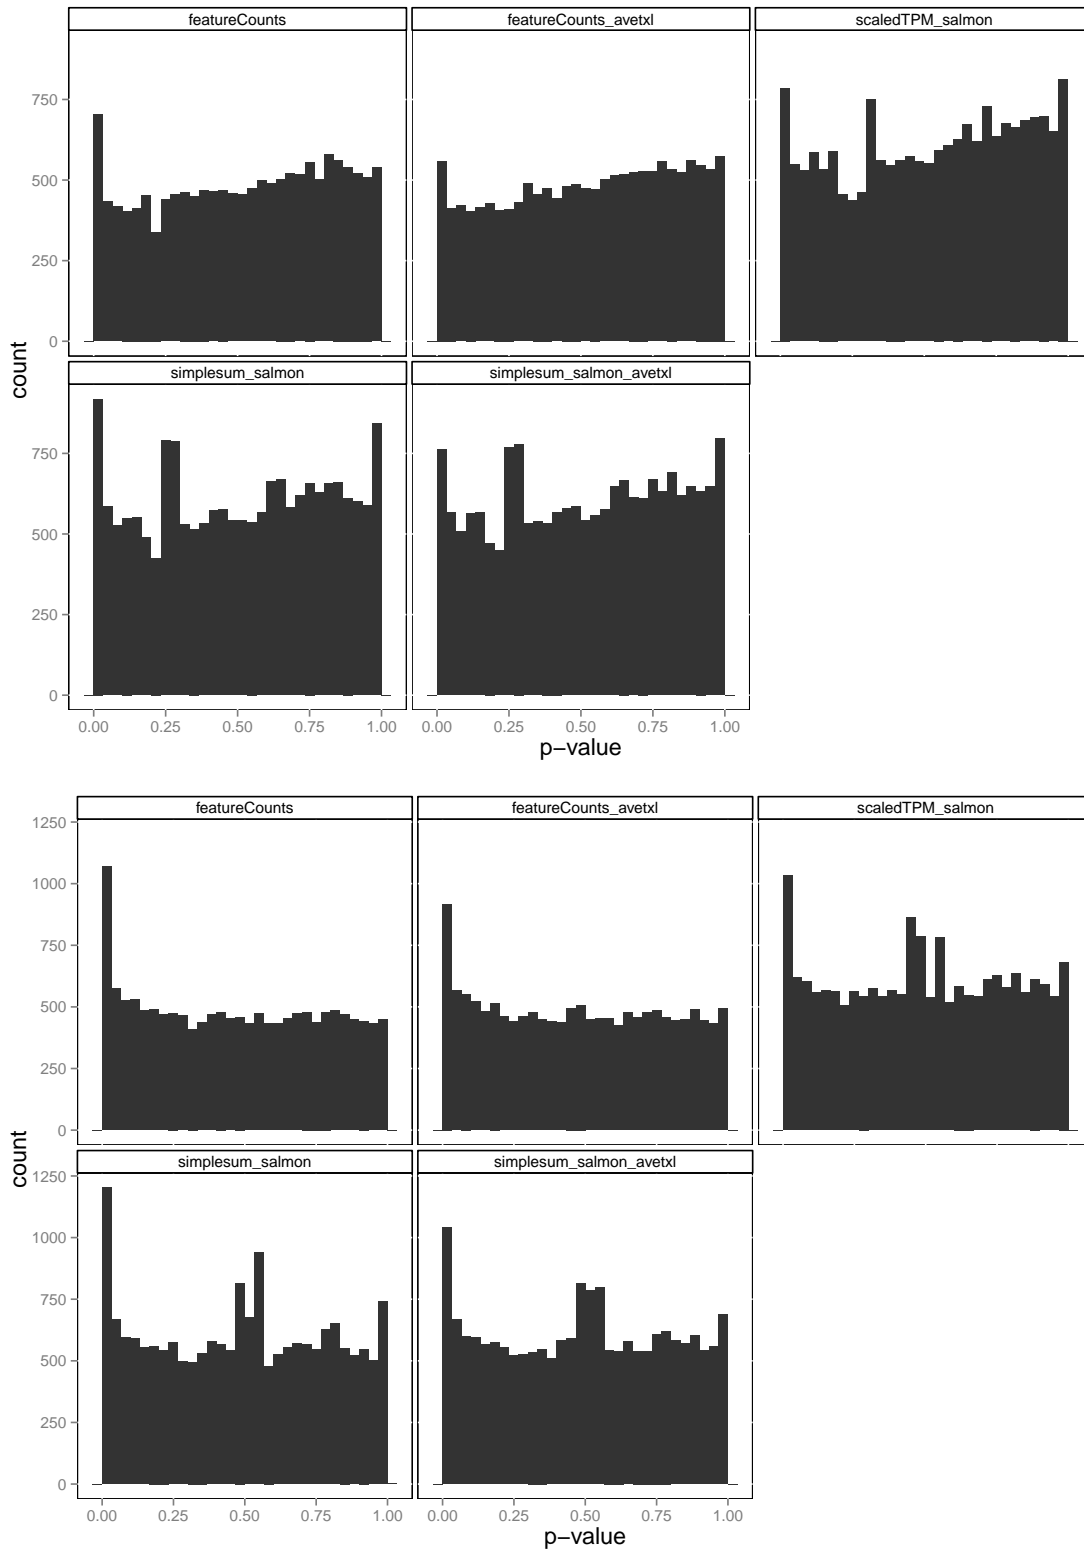 featureCounts featureCounts_avetxl scaledTPM_salmon
750
500
250
0
count
simplesum_salmon simplesum_salmon_avetxl
750
500
250
0
0.00 0.25 0.50 0.75 1.00 0.00 0.25 0.50 0.75 1.00
p−value
featureCounts featureCounts_avetxl scaledTPM_salmon
1250
1000
750
500
250
0
count
simplesum_salmon simplesum_salmon_avetxl
1250
1000
750
500
250
0
0.00 0.25 0.50 0.75 1.00 0.00 0.25 0.50 0.75 1.00
p−value